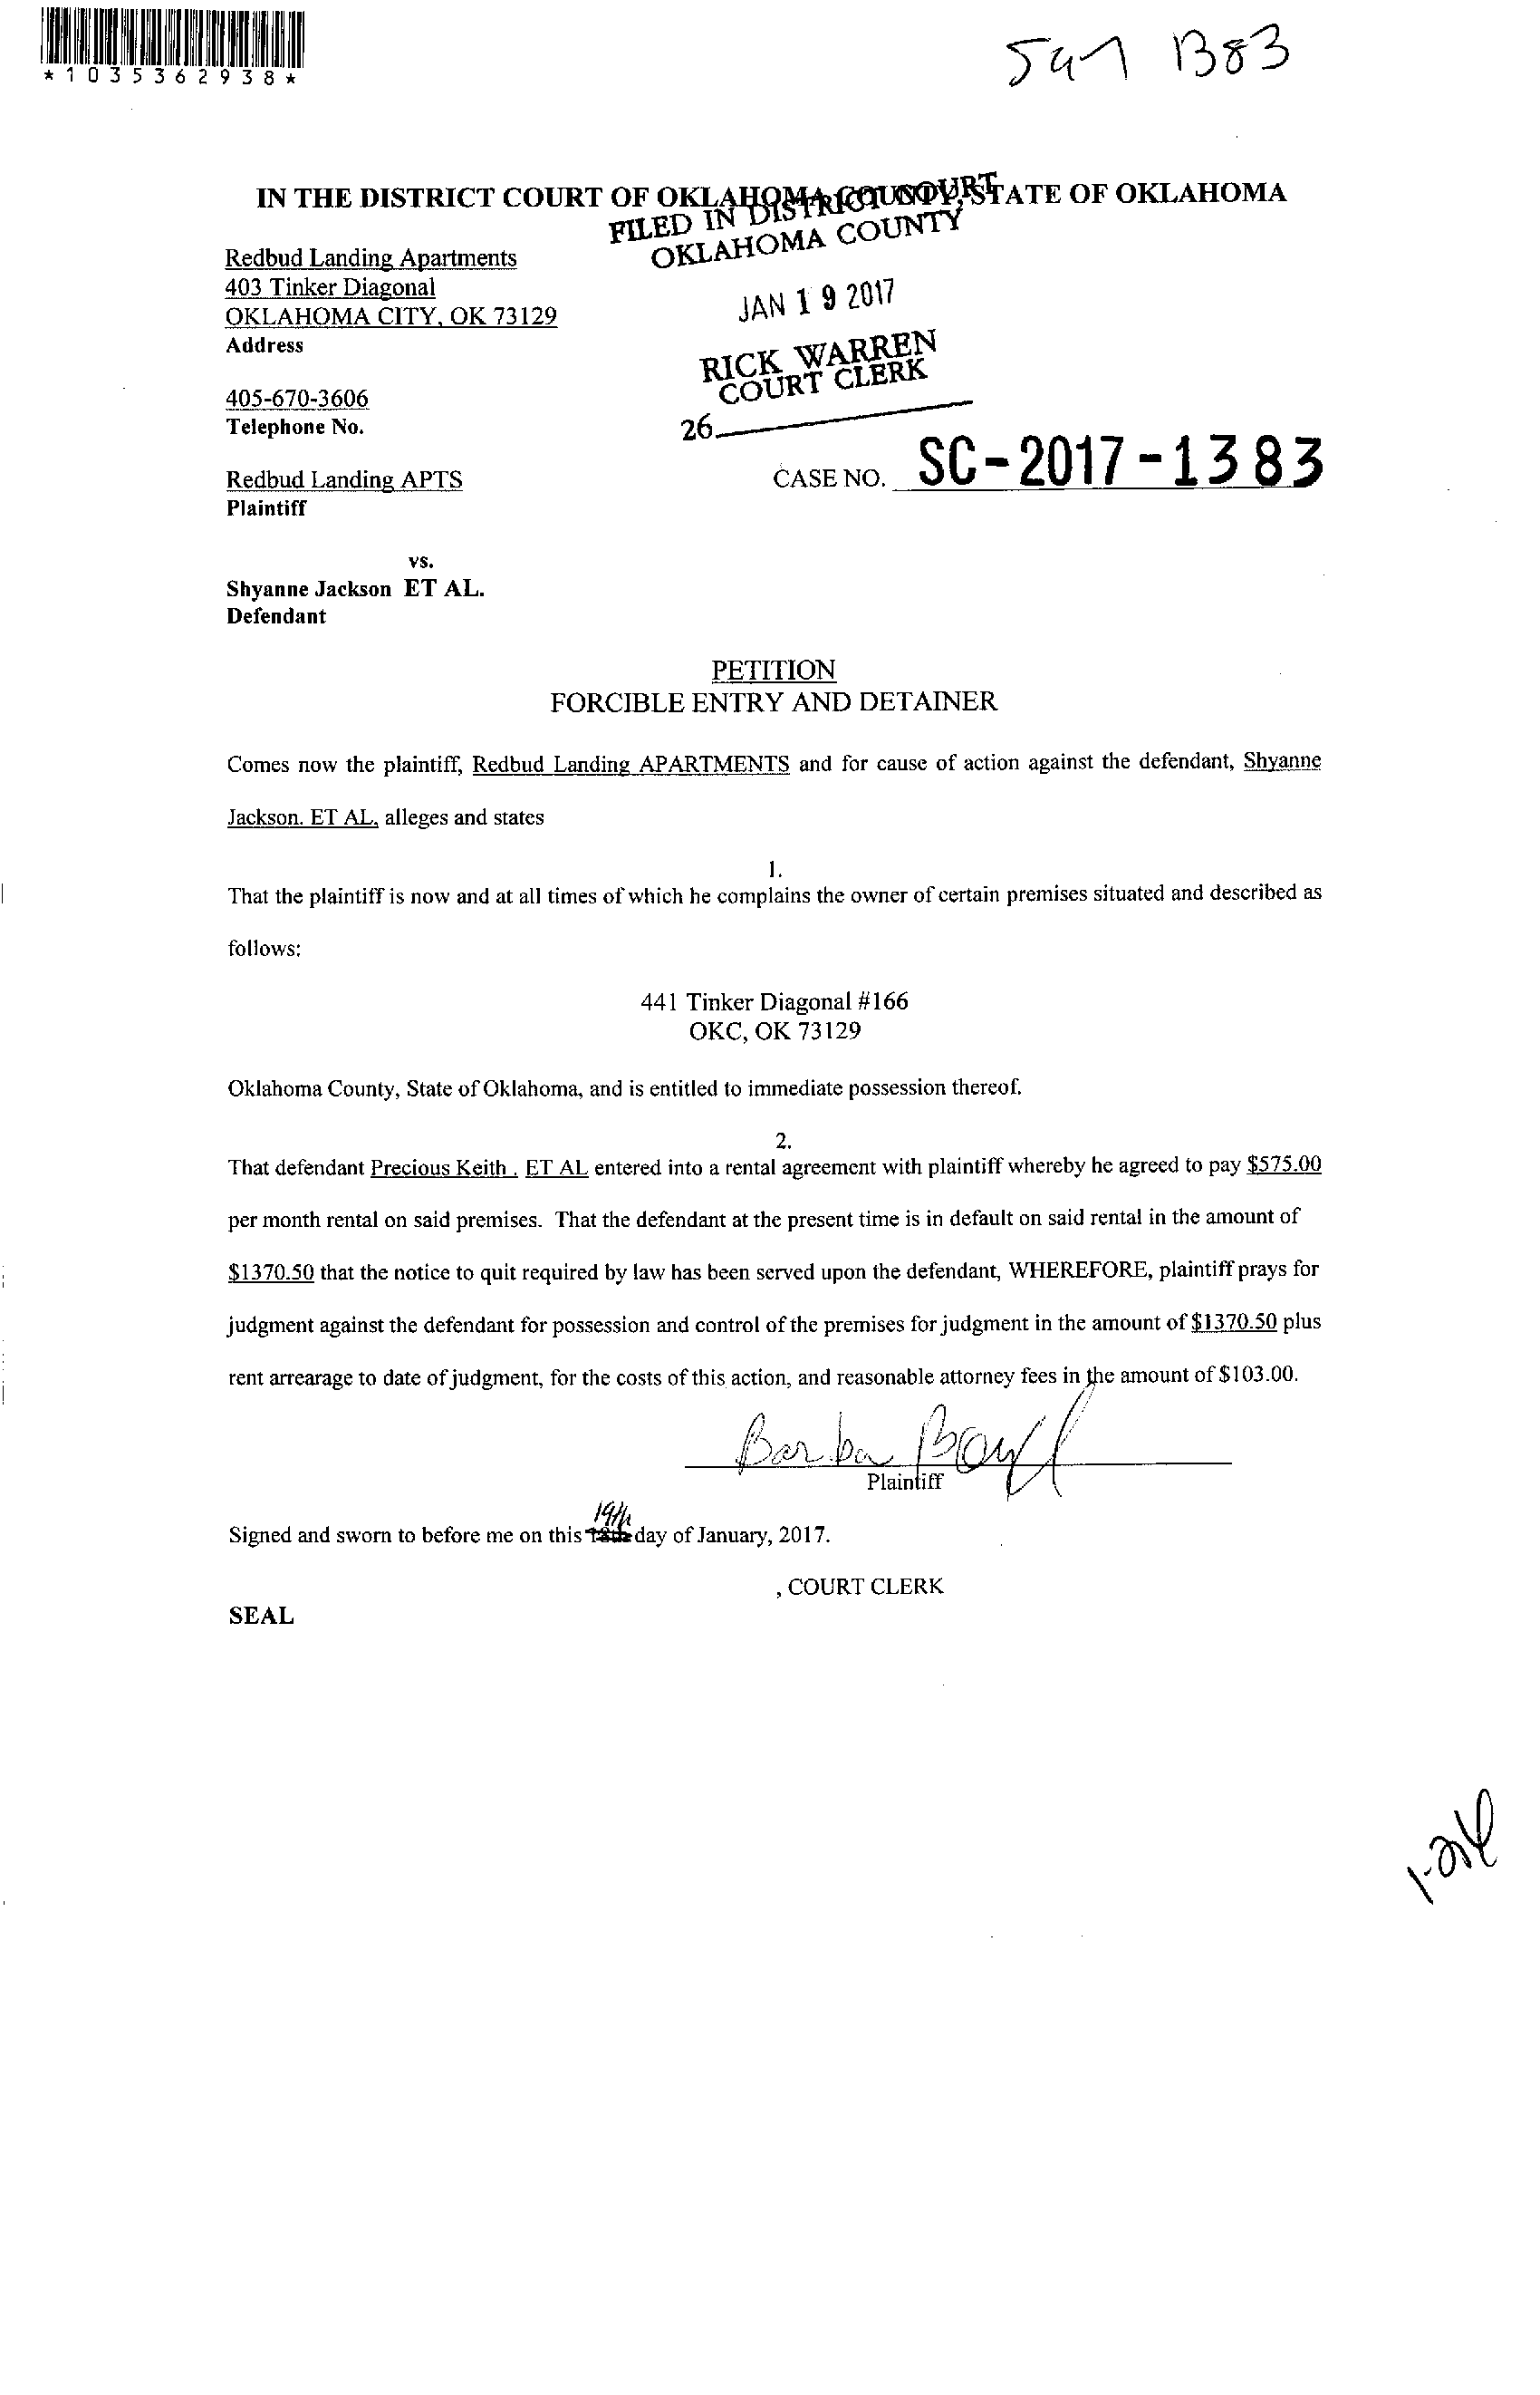 *1035362938*
1383
IN THE DISTRICT COURT OF OKLAHOMA COUNTY, STATE OF OKLAHOMA
FILED IN DISTRICT COURT
OKLAHOMA COUNTY
Redbud Landing Apartments
403 Tinker Diagonal
OKLAHOMA CITY, OK 73129
Address
JAN 19 2017
RICK WARREN
COURT CLERK
405-670-3606
Telephone No.
26
Redbud Landing APTS
Plaintiff
CASE NO. SC-2017-1383
vs.
Shyanne Jackson ET AL.
Defendant
PETITION
FORCIBLE ENTRY AND DETAINER
Comes now the plaintiff, Redbud Landing APARTMENTS and for cause of action against the defendant, Shyanne
Jackson. ET AL, alleges and states
1.
That the plaintiff is now and at all times of which he complains the owner of certain premises situated and described as
follows:
441 Tinker Diagonal #166
OKC, OK 73129
Oklahoma County, State of Oklahoma, and is entitled to immediate possession thereof.
2.
That defendant Precious Keith . ET AL entered into a rental agreement with plaintiff whereby he agreed to pay $575.00
per month rental on said premises. That the defendant at the present time is in default on said rental in the amount of
$1370.50 that the notice to quit required by law has been served upon the defendant, WHEREFORE, plaintiff prays for
judgment against the defendant for possession and control of the premises for judgment in the amount of $1370.50 plus
rent arrearage to date of judgment, for the costs of this action, and reasonable attorney fees in the amount of $103.00.
Plaintiff
19th
Signed and sworn to before me on this 18th day of January, 2017.
, COURT CLERK
SEAL